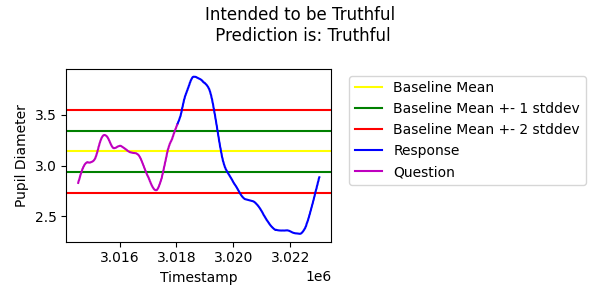 Intended to be Truthful
Prediction is: Truthful
Baseline Mean
Baseline Mean +- 1 stddev
Baseline Mean +- 2 stddev
Response
Question
Pupil Diameter
3.5
3.0
2.5
3.016
3.018
3.020
3.022
1e6
Timestamp